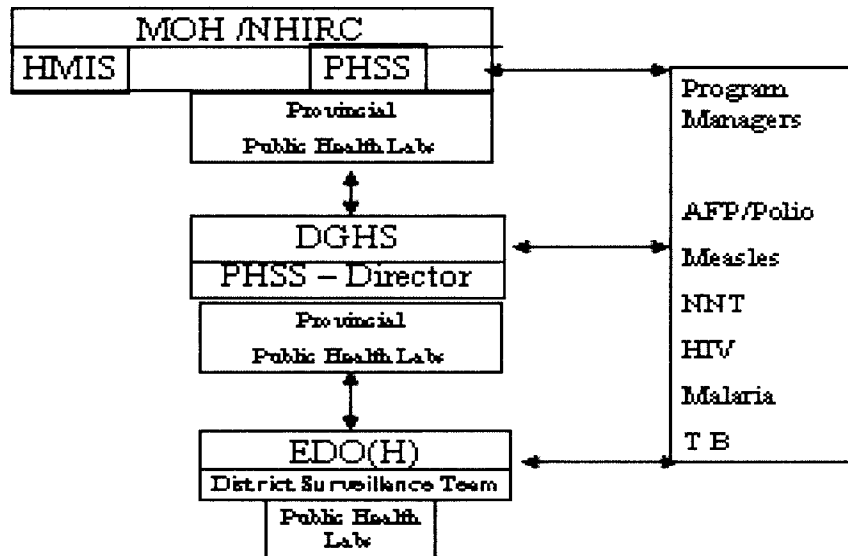 MOH /NHIRC
HMIS
PHSS
Provincial
Public Health Labs
DGHS
PHSS – Director
Provincial
Public Health Labs
EDO(H)
District Surveillance Team
Public Health
Labs
Program
Managers
AFP/Polio
Measles
NNT
HIV
Malaria
T B